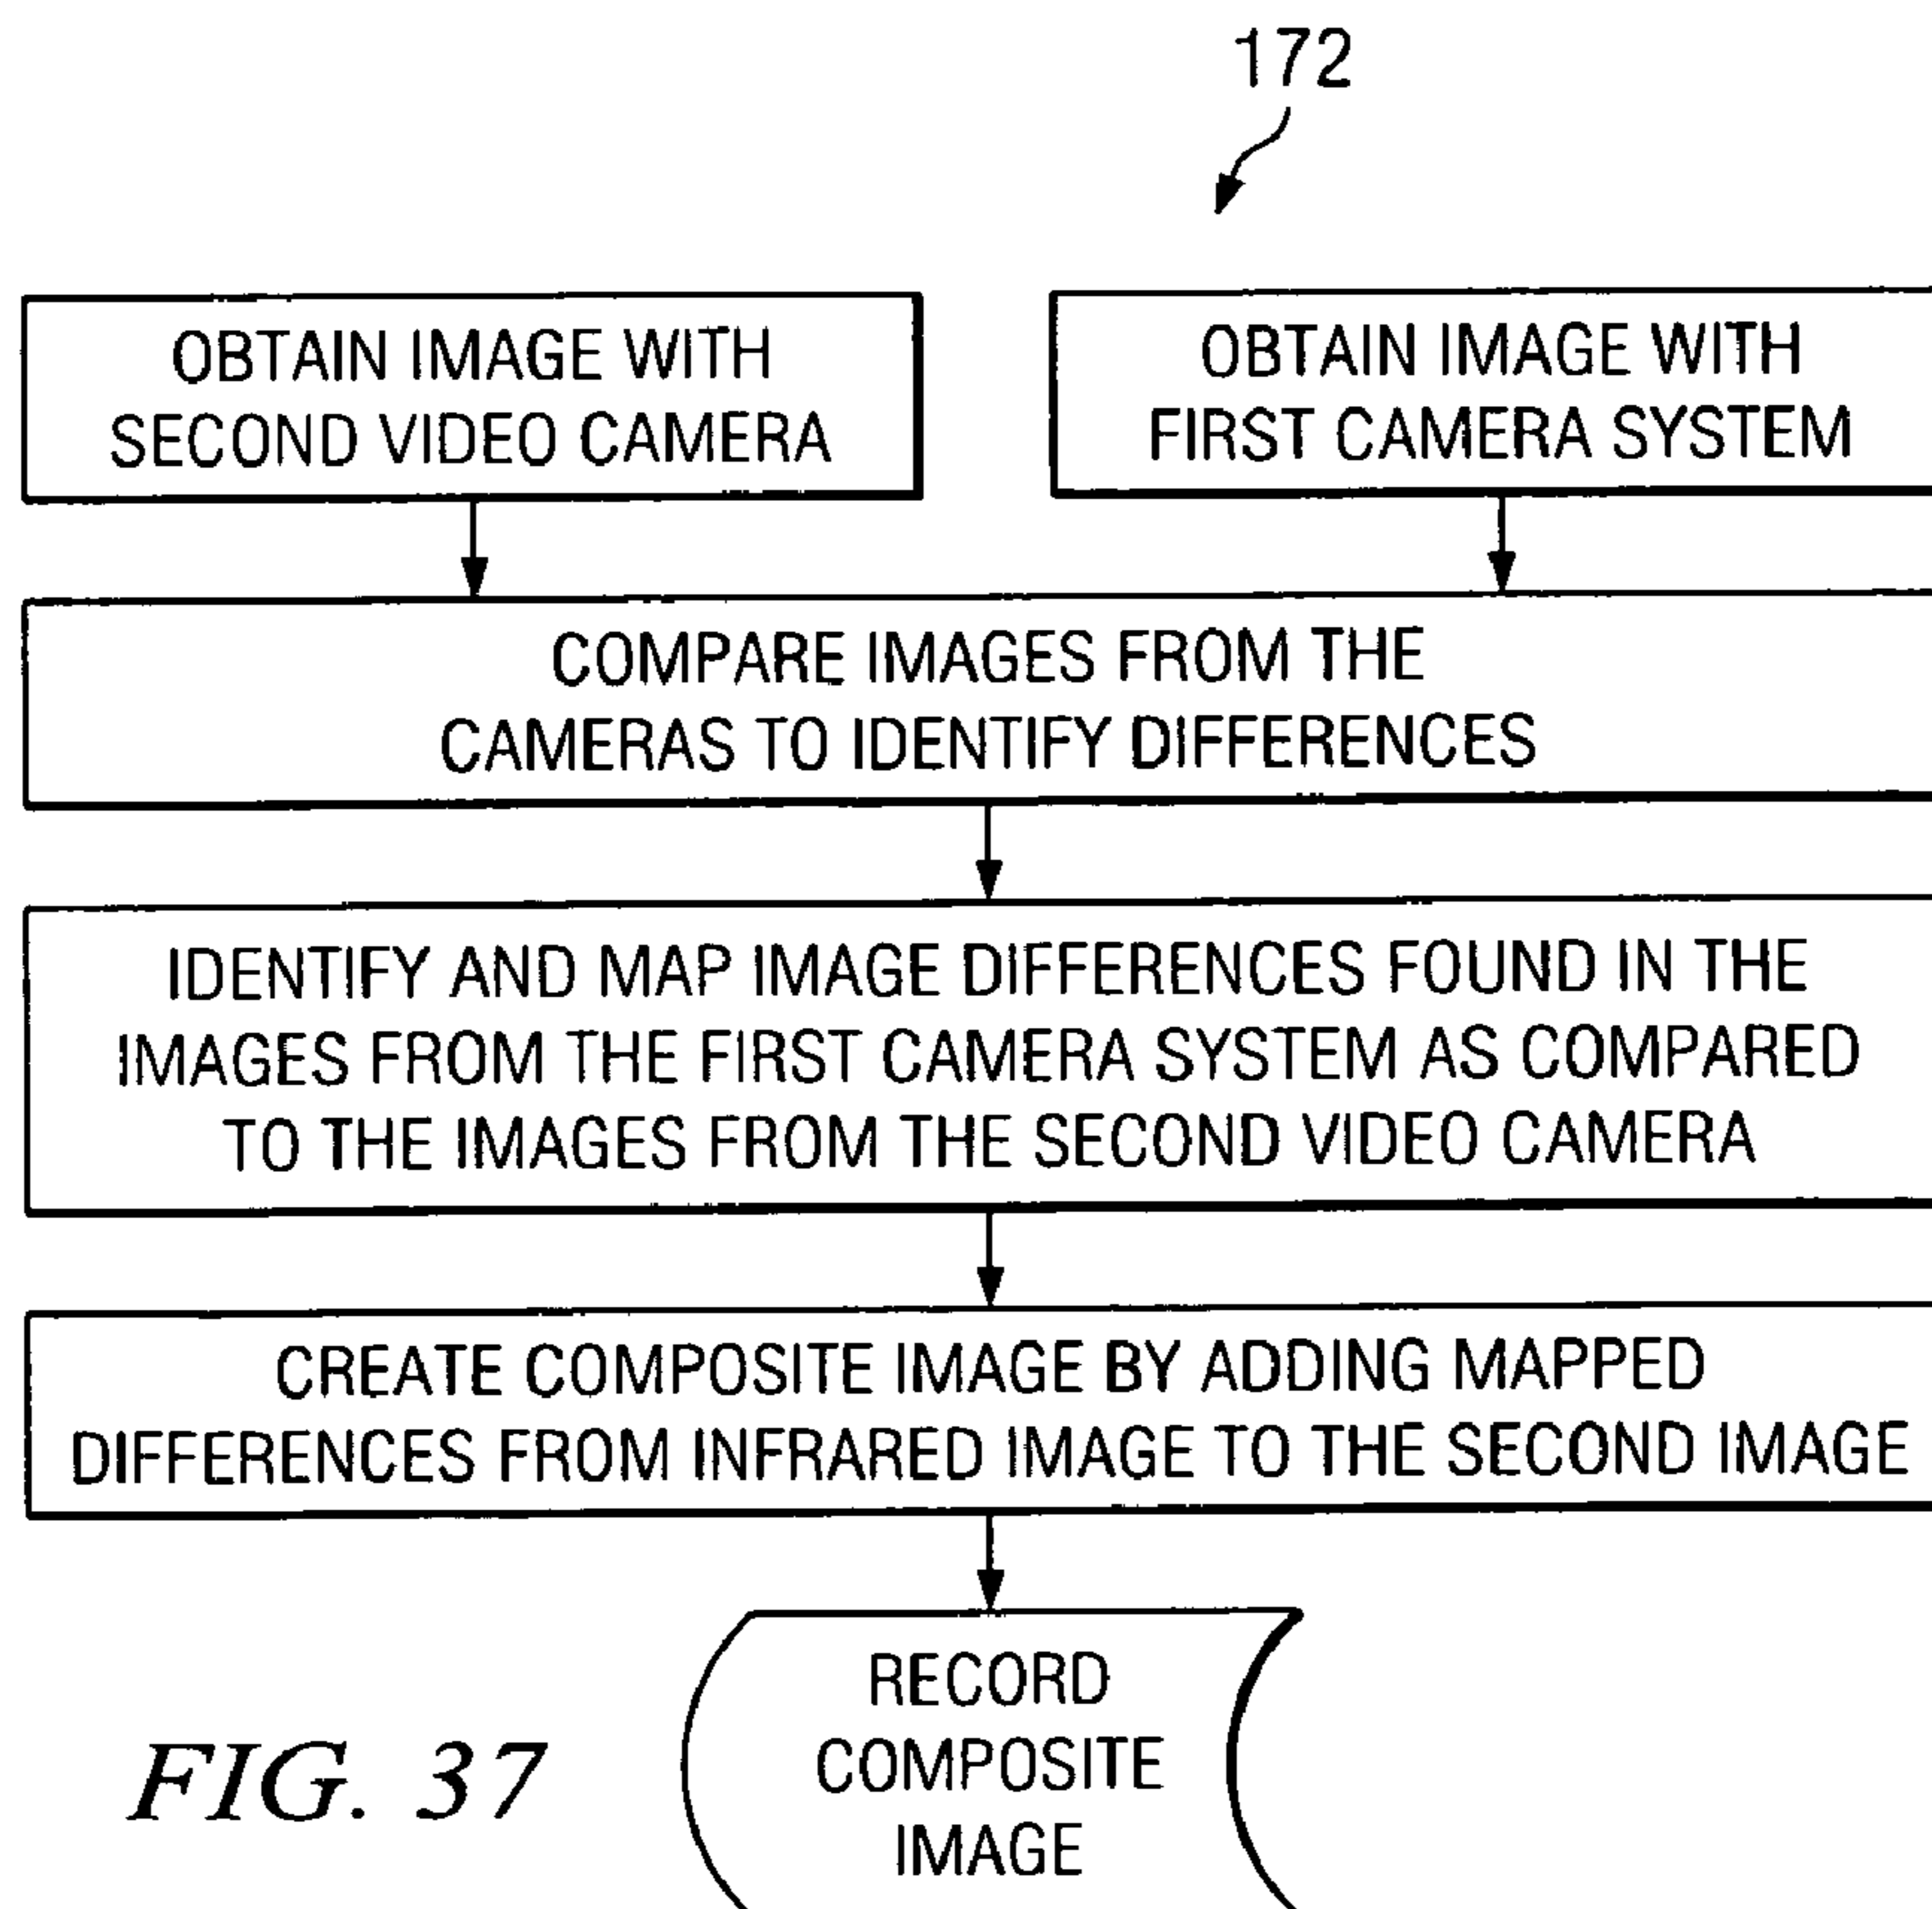 172
OBTAIN IMAGE WITH
SECOND VIDEO CAMERA
OBTAIN IMAGE WITH
FIRST CAMERA SYSTEM
COMPARE IMAGES FROM THE
CAMERAS TO IDENTIFY DIFFERENCES
IDENTIFY AND MAP IMAGE DIFFERENCES FOUND IN THE
IMAGES FROM THE FIRST CAMERA SYSTEM AS COMPARED
TO THE IMAGES FROM THE SECOND VIDEO CAMERA
CREATE COMPOSITE IMAGE BY ADDING MAPPED
DIFFERENCES FROM INFRARED IMAGE TO THE SECOND IMAGE
RECORD
COMPOSITE
IMAGE
FIG. 37